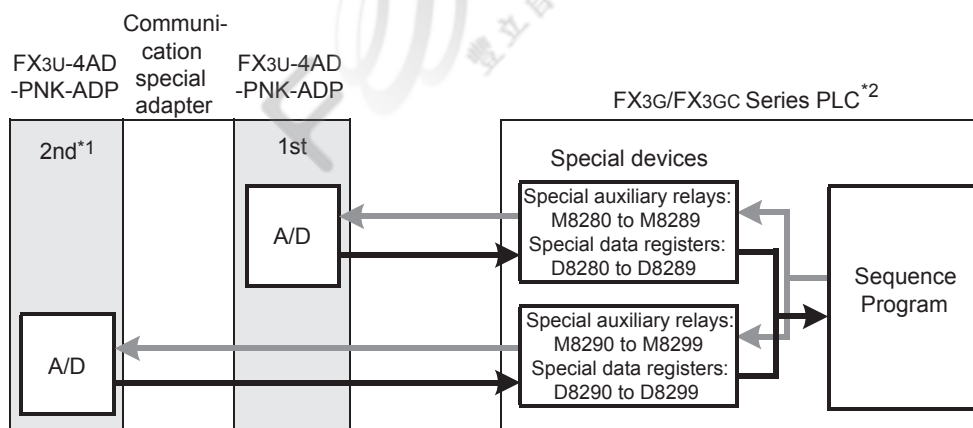 Communi-
cation
special
adapter
FX3U-4AD
-PNK-ADP
FX3U-4AD
-PNK-ADP
FX3G/FX3GC Series PLC*2
2nd*1
1st
Special devices
Special auxiliary relays:
M8280 to M8289
Special data registers:
D8280 to D8289
A/D
Sequence
Program
Special auxiliary relays:
M8290 to M8299
Special data registers:
D8290 to D8299
A/D